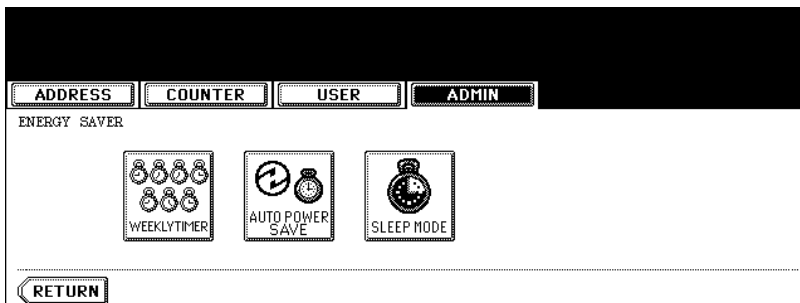 ADDRESS COUNTER USER ADMIN
ENERGY SAVER
WEEKLYTIMER
AUTO POWER
SAVE
SLEEP MODE
RETURN